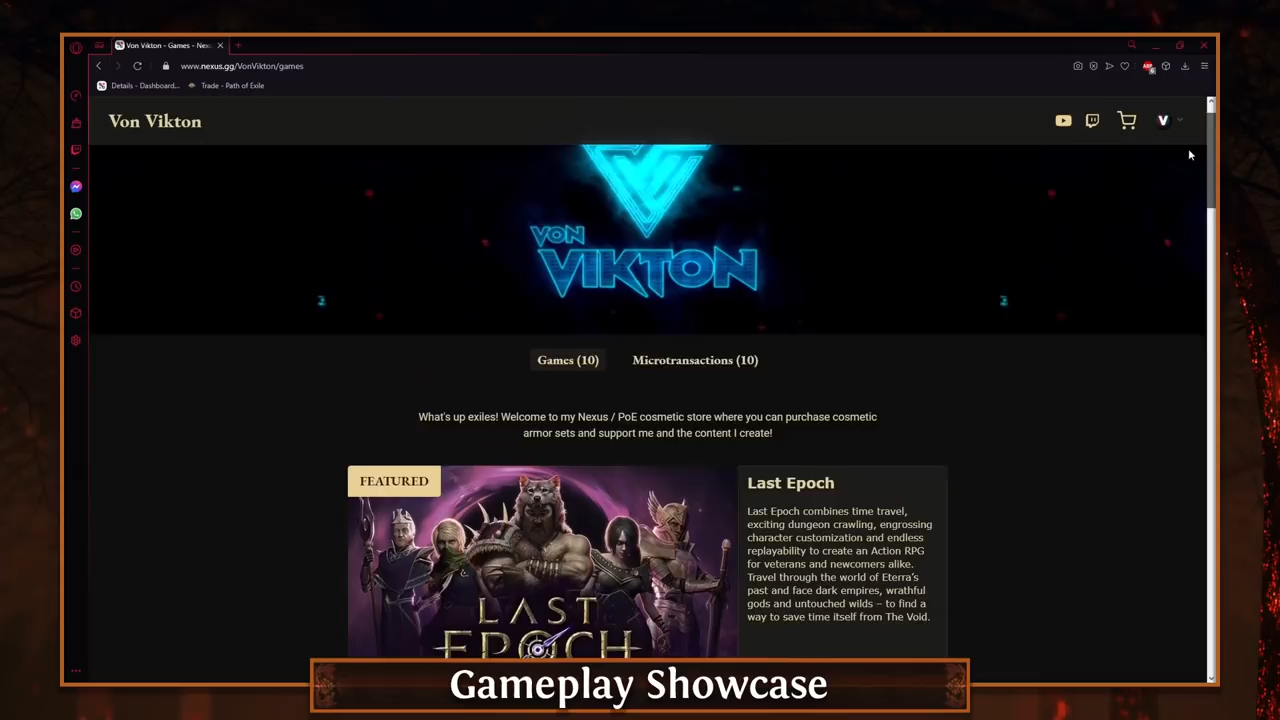 Von Vikton - Games - Nexu
www.nexus.gg/VonVikton/games
Details - Dashboard...
Trade - Path of Exile
Von Vikton
V
VON
VIKTON
Games (10)
Microtransactions (10)
What's up exiles! Welcome to my Nexus / PoE cosmetic store where you can purchase cosmetic
armor sets and support me and the content I create!
FEATURED
LAST
EPOCH
Last Epoch
Last Epoch combines time travel,
exciting dungeon crawling, engrossing
character customization and endless
replayability to create an Action RPG
for veterans and newcomers alike.
Travel through the world of Eterra's
past and face dark empires, wrathful
gods and untouched wilds – to find a
way to save time itself from The Void.
Gameplay Showcase